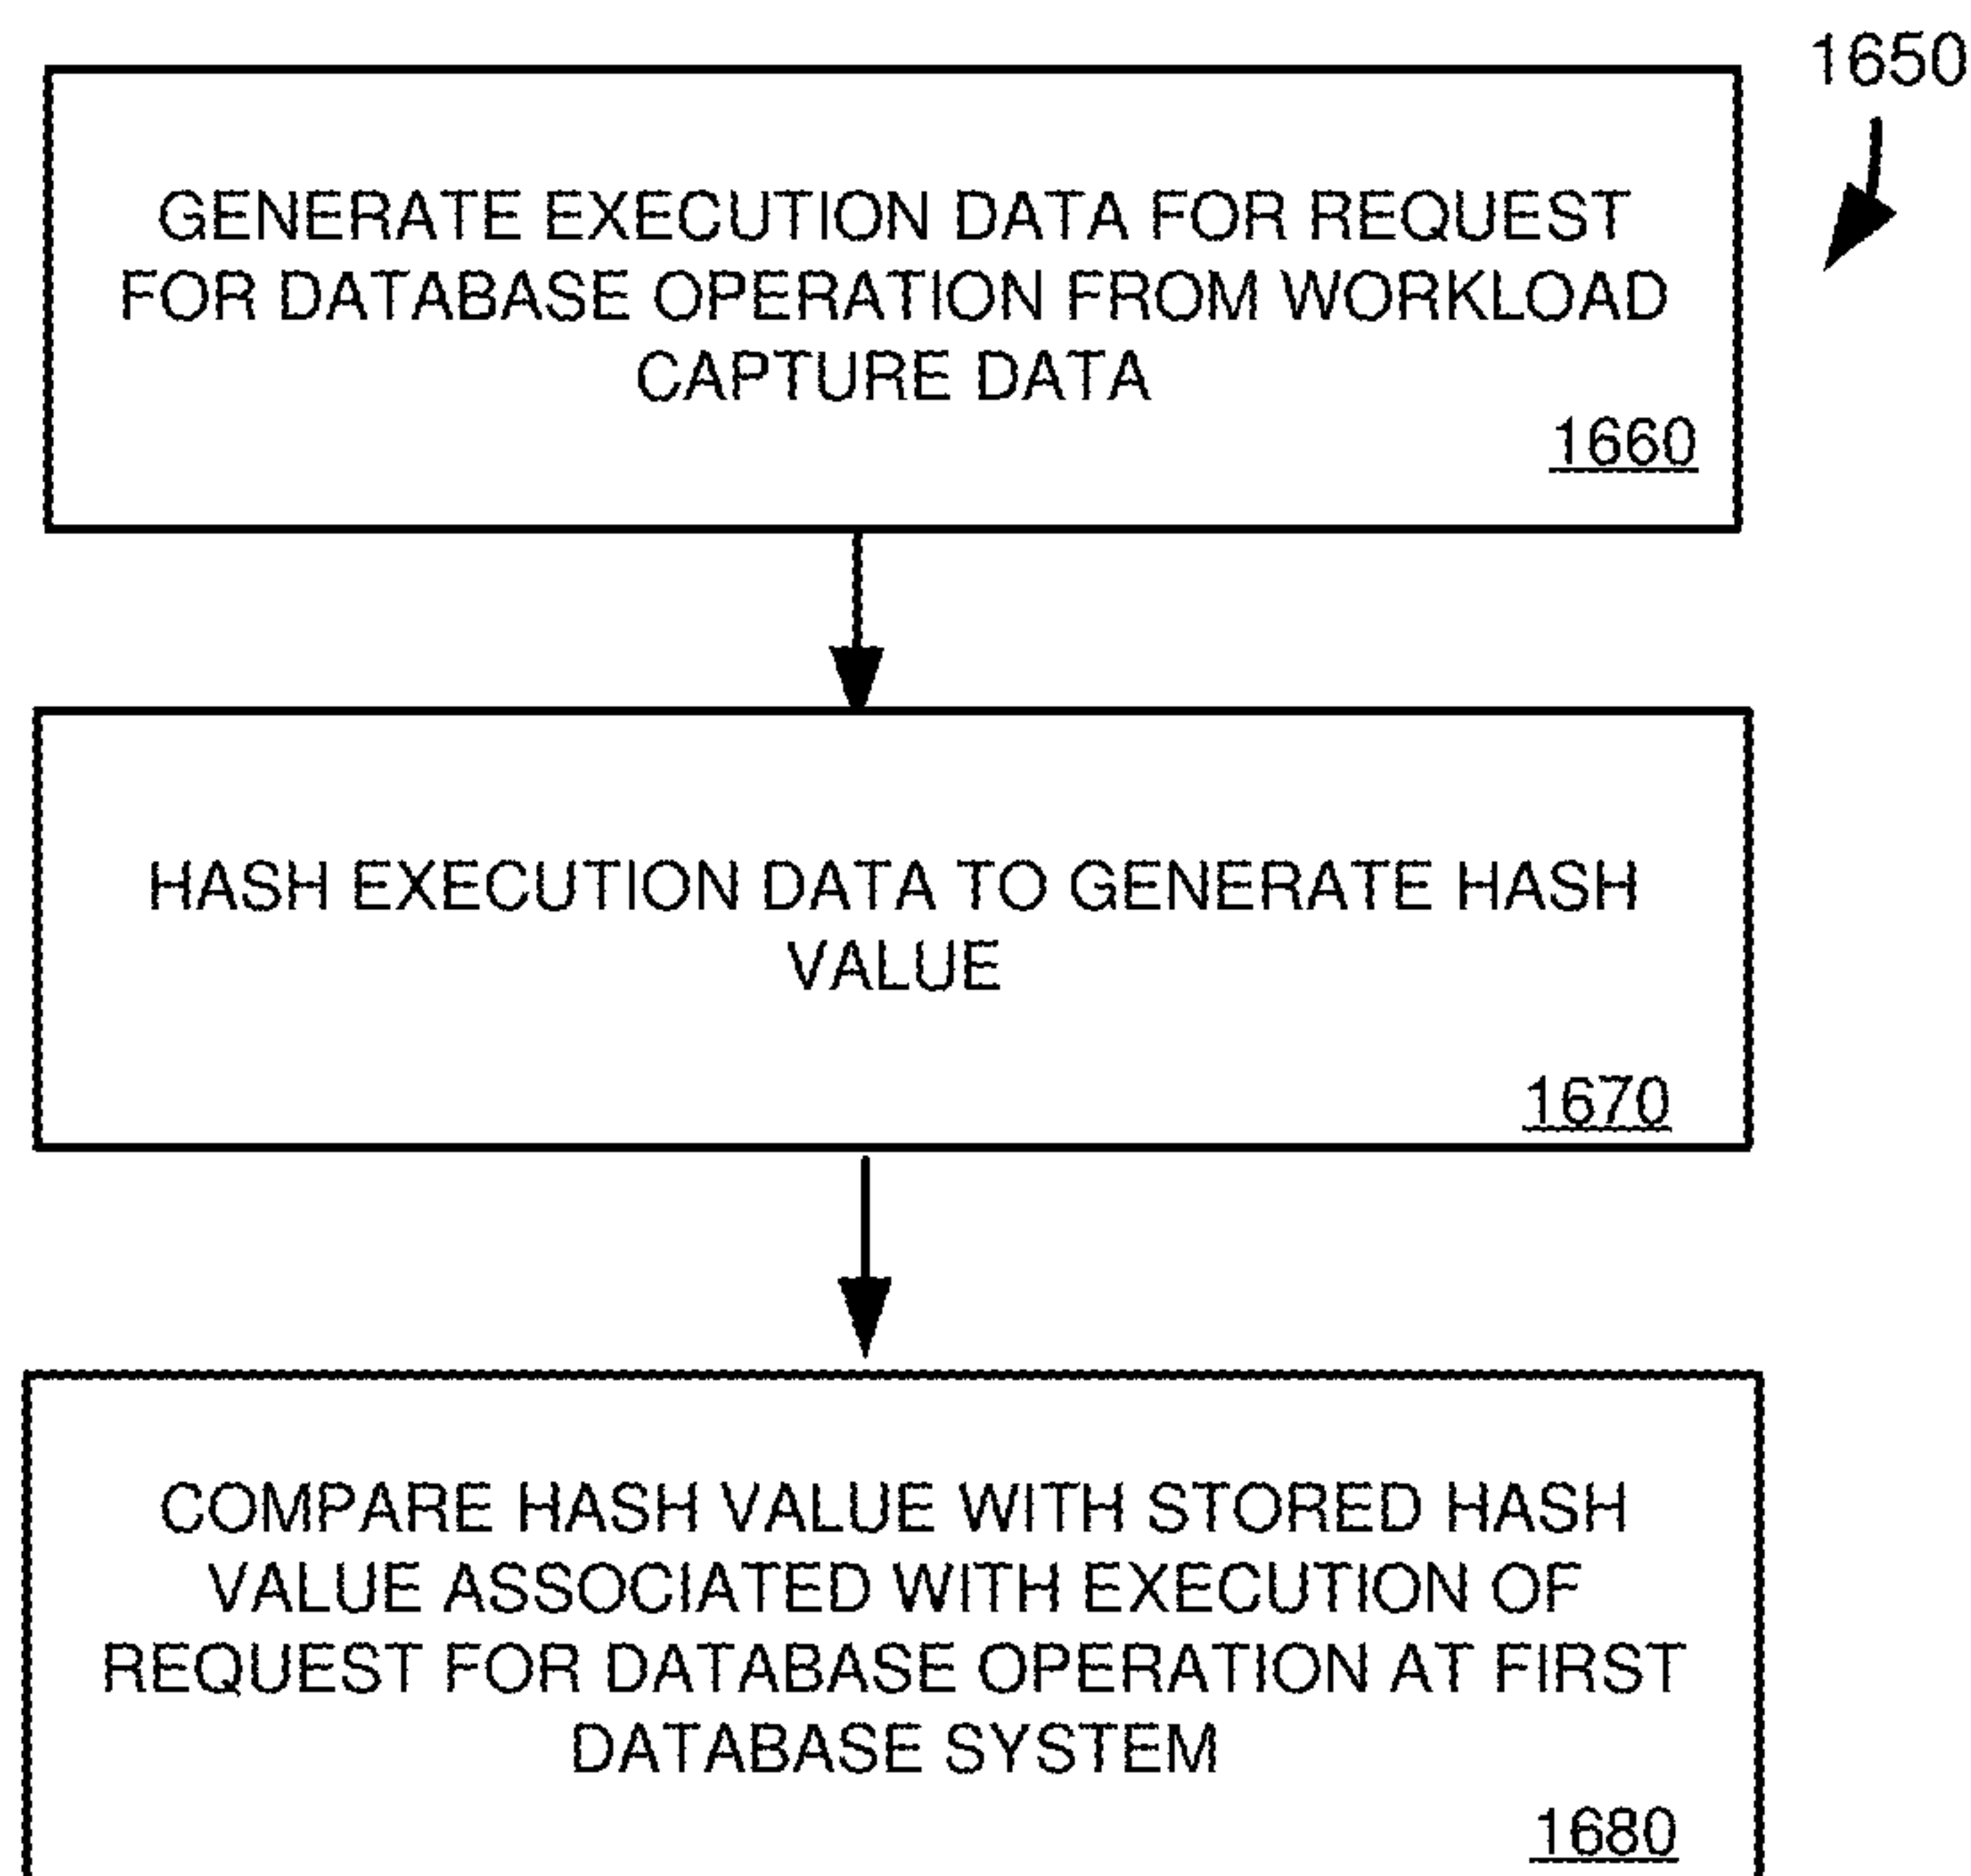 1650
GENERATE EXECUTION DATA FOR REQUEST
FOR DATABASE OPERATION FROM WORKLOAD
CAPTURE DATA
1660
HASH EXECUTION DATA TO GENERATE HASH
VALUE
1670
COMPARE HASH VALUE WITH STORED HASH
VALUE ASSOCIATED WITH EXECUTION OF
REQUEST FOR DATABASE OPERATION AT FIRST
DATABASE SYSTEM
1680